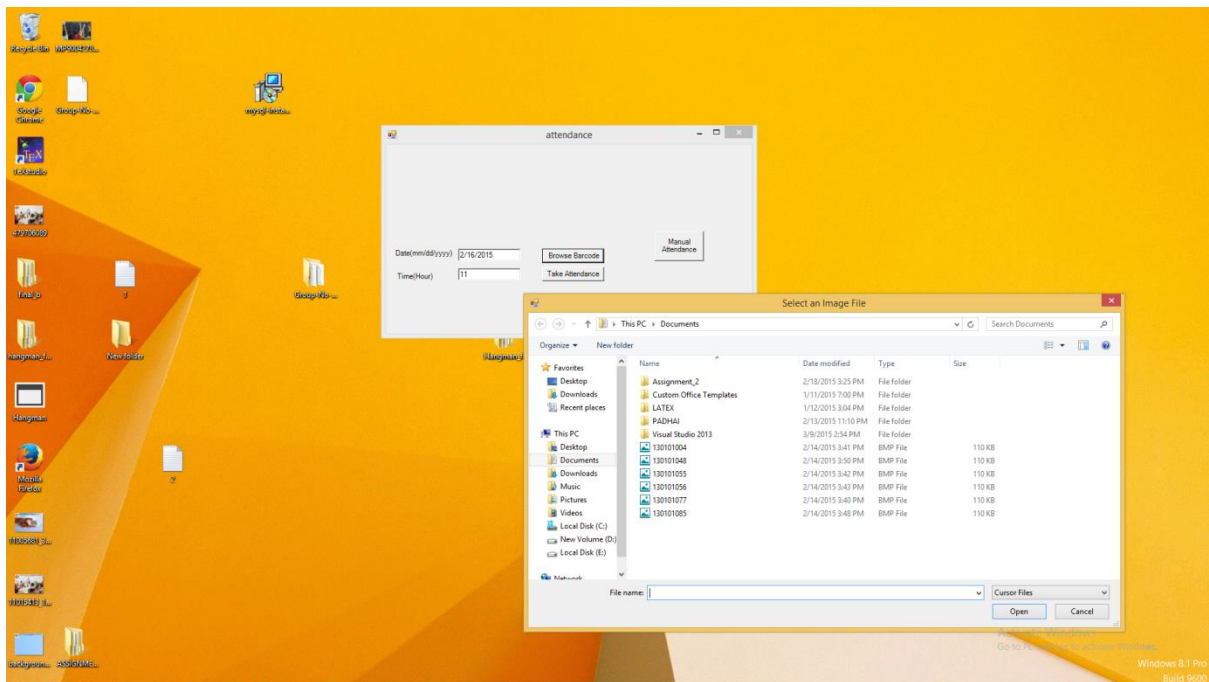 Recycle Bin
Google Chrome
Group-No-...
mysql-insta...
TeXstudio
final_b
1
Group-No-...
New folder
Hangman
Mozilla Firefox
2
attendance
Manual Attendance
Date(mm/dd/yyyy) 2/16/2015 Browse Barcode
Time(Hour) 11 Take Attendance
Select an Image File
This PC Documents Search Documents
Organize New folder
Name Date modified Type Size
Favorites
Desktop
Downloads
Recent places
This PC
Desktop
Documents
Downloads
Music
Pictures
Videos
Local Disk (C:)
New Volume (D:)
Local Disk (E:)
Network
Assignment_2 2/18/2015 3:25 PM File folder
Custom Office Templates 1/11/2015 7:00 PM File folder
LATEX 1/12/2015 3:04 PM File folder
PADHAI 2/13/2015 11:10 PM File folder
Visual Studio 2013 3/9/2015 2:54 PM File folder
130101004 2/14/2015 3:41 PM BMP File 110 KB
130101048 2/14/2015 3:50 PM BMP File 110 KB
130101055 2/14/2015 3:42 PM BMP File 110 KB
130101056 2/14/2015 3:43 PM BMP File 110 KB
130101077 2/14/2015 3:40 PM BMP File 110 KB
130101085 2/14/2015 3:48 PM BMP File 110 KB
File name: Cursor Files
Open Cancel
Windows 8.1 Pro
Build 9600